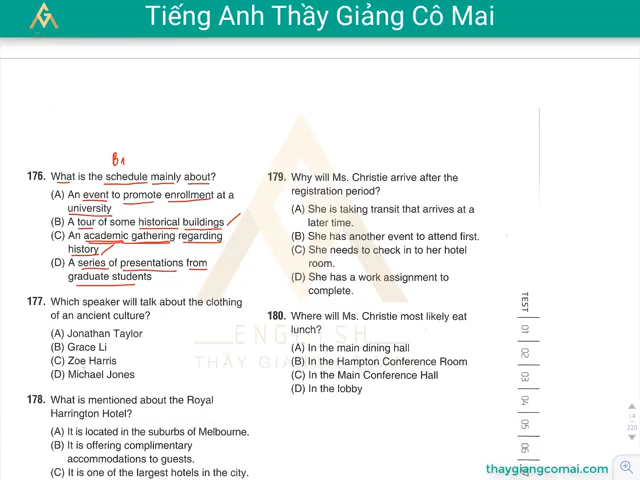 Tiếng Anh Thầy Giảng Cô Mai
B1
176. What is the schedule mainly about?
(A) An event to promote enrollment at a
university
(B) A tour of some historical buildings
(C) An academic gathering regarding
history
(D) A series of presentations from
graduate students
177. Which speaker will talk about the clothing
of an ancient culture?
(A) Jonathan Taylor
(B) Grace Li
(C) Zoe Harris
(D) Michael Jones
178. What is mentioned about the Royal
Harrington Hotel?
(A) It is located in the suburbs of Melbourne.
(B) It is offering complimentary
accommodations to guests.
(C) It is one of the largest hotels in the city.
179. Why will Ms. Christie arrive after the
registration period?
(A) She is taking transit that arrives at a
later time.
(B) She has another event to attend first.
(C) She needs to check in to her hotel
room.
(D) She has a work assignment to
complete.
180. Where will Ms. Christie most likely eat
lunch?
(A) In the main dining hall
(B) In the Hampton Conference Room
(C) In the Main Conference Hall
(D) In the lobby
TEST
01
02
03
04
05
06
ENGLISH
THẦY GIẢNG CÔ MAI
14
220
thaygiangcomai.com